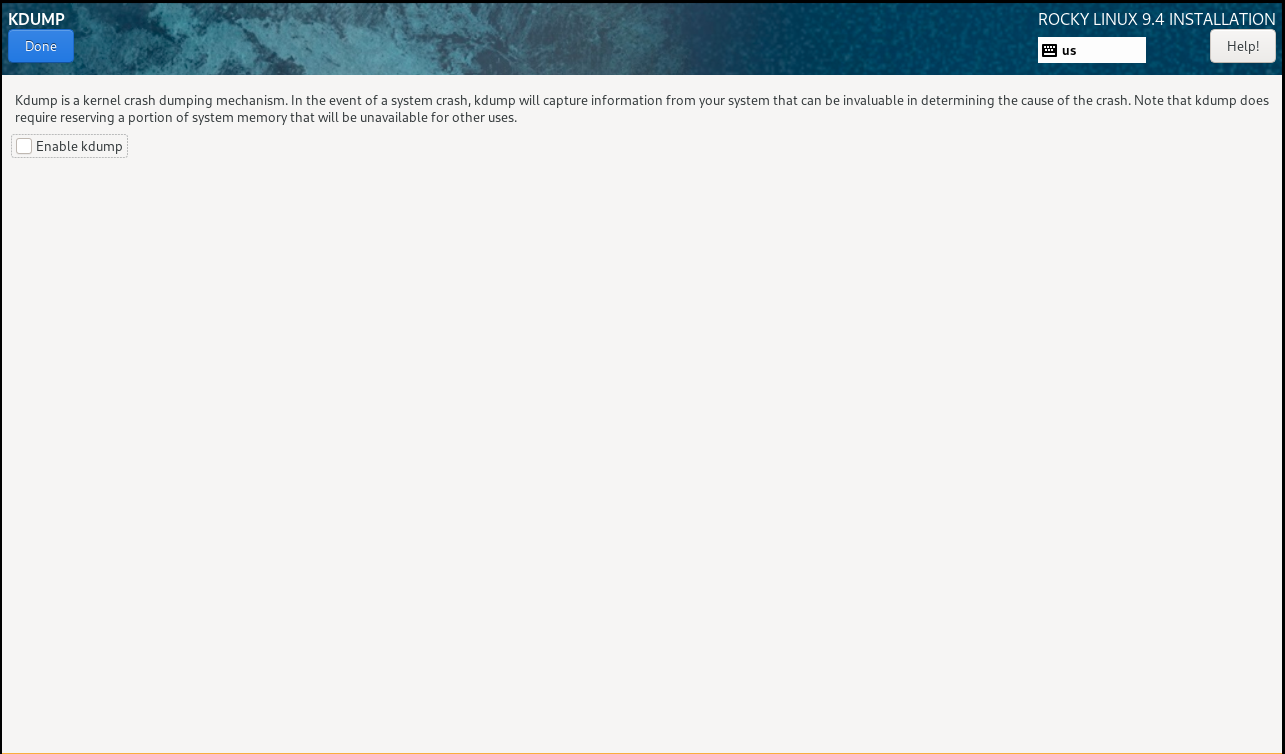 KDUMP
ROCKY LINUX 9.4 INSTALLATION
Done
us
Help!
Kdump is a kernel crash dumping mechanism. In the event of a system crash, kdump will capture information from your system that can be invaluable in determining the cause of the crash. Note that kdump does
require reserving a portion of system memory that will be unavailable for other uses.
Enable kdump